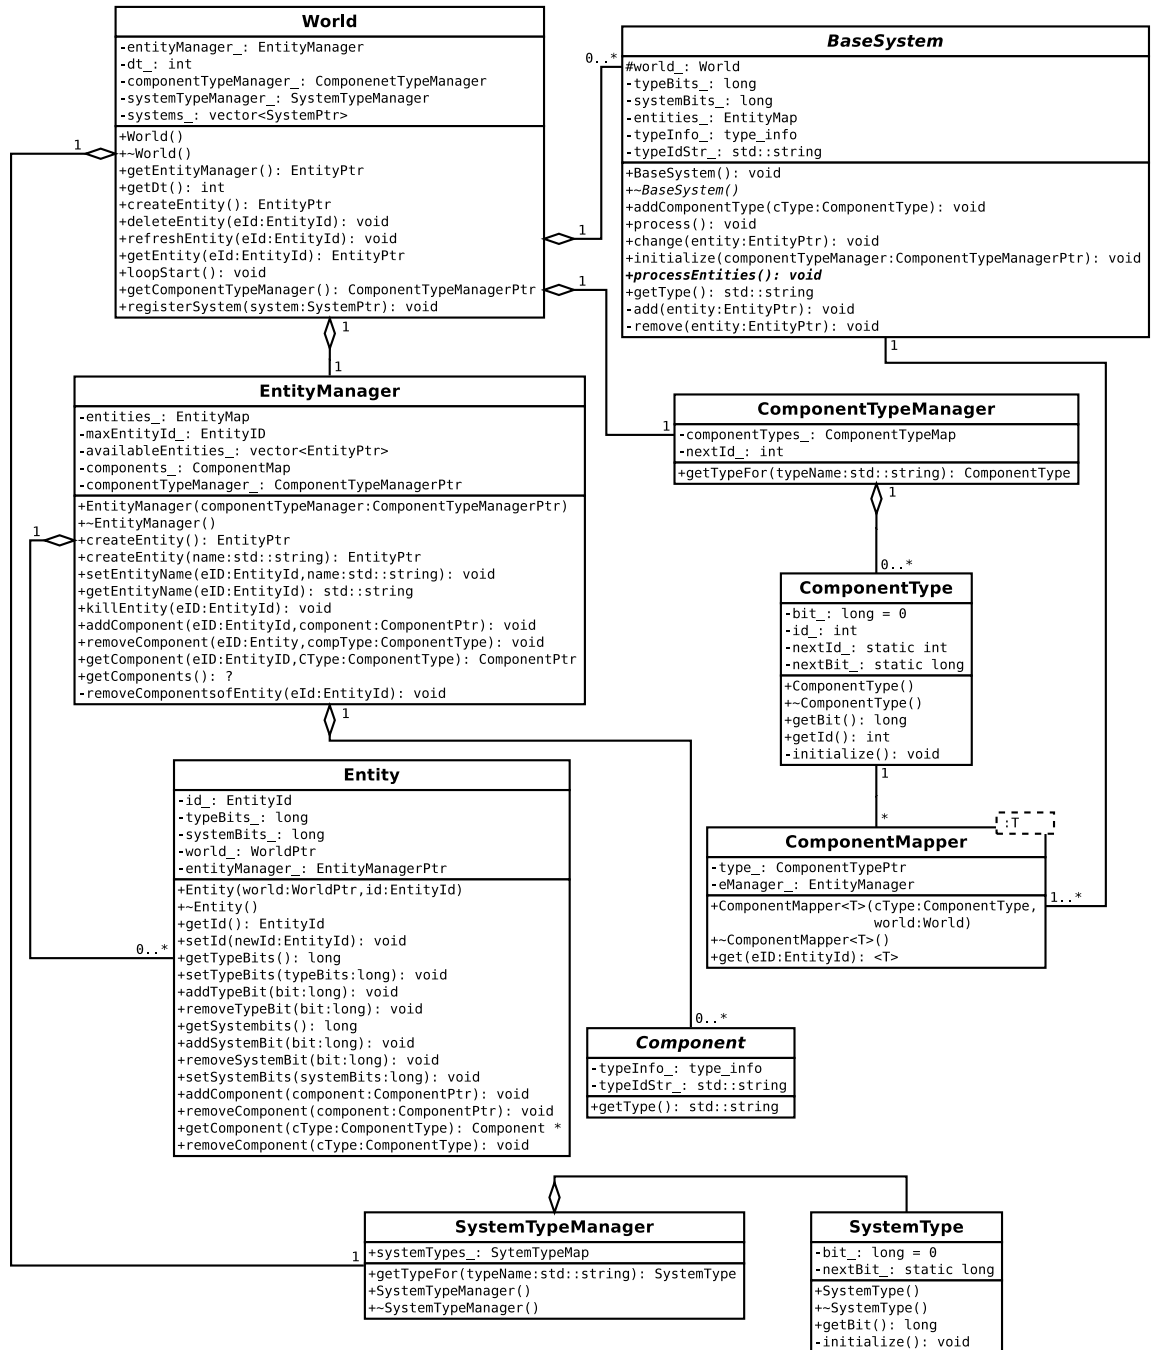 World
-entityManager_: EntityManager
-dt_: int
-componentTypeManager_: ComponenetTypeManager
-systemTypeManager_: SystemTypeManager
-systems_: vector<SystemPtr>
+World()
+~World()
+getEntityManager(): EntityPtr
+getDt(): int
+createEntity(): EntityPtr
+deleteEntity(eId:EntityId): void
+refreshEntity(eId:EntityId): void
+getEntity(eId:EntityId): EntityPtr
+loopStart(): void
+getComponentTypeManager(): ComponentTypeManagerPtr
+registerSystem(system:SystemPtr): void
1
1
1
1
0..*
BaseSystem
#world_: World
-typeBits_: long
-systemBits_: long
-entities_: EntityMap
-typeInfo_: type_info
-typeIdStr_: std::string
+BaseSystem(): void
+~BaseSystem()
+addComponentType(cType:ComponentType): void
+process(): void
+change(entity:EntityPtr): void
+initialize(componentTypeManager:ComponentTypeManagerPtr): void
+processEntities(): void
+getType(): std::string
-add(entity:EntityPtr): void
-remove(entity:EntityPtr): void
1
1
EntityManager
-entities_: EntityMap
-maxEntityId_: EntityID
-availableEntities_: vector<EntityPtr>
-components_: ComponentMap
-componentTypeManager_: ComponentTypeManagerPtr
+EntityManager(componentTypeManager:ComponentTypeManagerPtr)
+~EntityManager()
+createEntity(): EntityPtr
+createEntity(name:std::string): EntityPtr
+setEntityName(eID:EntityId,name:std::string): void
+getEntityName(eID:EntityId): std::string
+killEntity(eID:EntityId): void
+addComponent(eID:EntityId,component:ComponentPtr): void
+removeComponent(eID:Entity,compType:ComponentType): void
+getComponent(eID:EntityID,CType:ComponentType): ComponentPtr
+getComponents(): ?
-removeComponentsofEntity(eId:EntityId): void
1
1
1
ComponentTypeManager
-componentTypes_: ComponentTypeMap
-nextId_: int
+getTypeFor(typeName:std::string): ComponentType
1
0..*
ComponentType
-bit_: long = 0
-id_: int
-nextId_: static int
-nextBit_: static long
+ComponentType()
+~ComponentType()
+getBit(): long
+getId(): int
-initialize(): void
1
*
:T
ComponentMapper
-type_: ComponentTypePtr
-eManager_: EntityManager
+ComponentMapper<T>(cType:ComponentType,
world:World)
+~ComponentMapper<T>()
+get(eID:EntityId): <T>
1..*
Entity
-id_: EntityId
-typeBits_: long
-systemBits_: long
-world_: WorldPtr
-entityManager_: EntityManagerPtr
+Entity(world:WorldPtr,id:EntityId)
+~Entity()
+getId(): EntityId
+setId(newId:EntityId): void
+getTypeBits(): long
+setTypeBits(typeBits:long): void
+addTypeBit(bit:long): void
+removeTypeBit(bit:long): void
+getSystembits(): long
+addSystemBit(bit:long): void
+removeSystemBit(bit:long): void
+setSystemBits(systemBits:long): void
+addComponent(component:ComponentPtr): void
+removeComponent(component:ComponentPtr): void
+getComponent(cType:ComponentType): Component *
+removeComponent(cType:ComponentType): void
0..*
0..*
Component
-typeInfo_: type_info
-typeIdStr_: std::string
+getType(): std::string
1
SystemTypeManager
+systemTypes_: SytemTypeMap
+getTypeFor(typeName:std::string): SystemType
+SystemTypeManager()
+~SystemTypeManager()
SystemType
-bit_: long = 0
-nextBit_: static long
+SystemType()
+~SystemType()
+getBit(): long
-initialize(): void